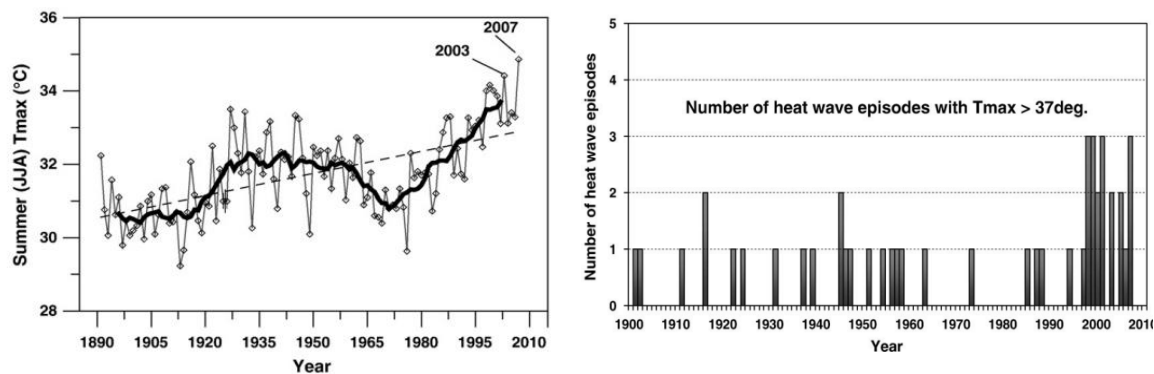 36
34
32
30
28
Summer (JJA) Tmax (°C)
2007
2003
1890 1905 1920 1935 1950 1965 1980 1995 2010
Year
5
4
3
2
1
0
Number of heat wave episodes
Number of heat wave episodes with Tmax > 37deg.
1900 1910 1920 1930 1940 1950 1960 1970 1980 1990 2000 2010
Year